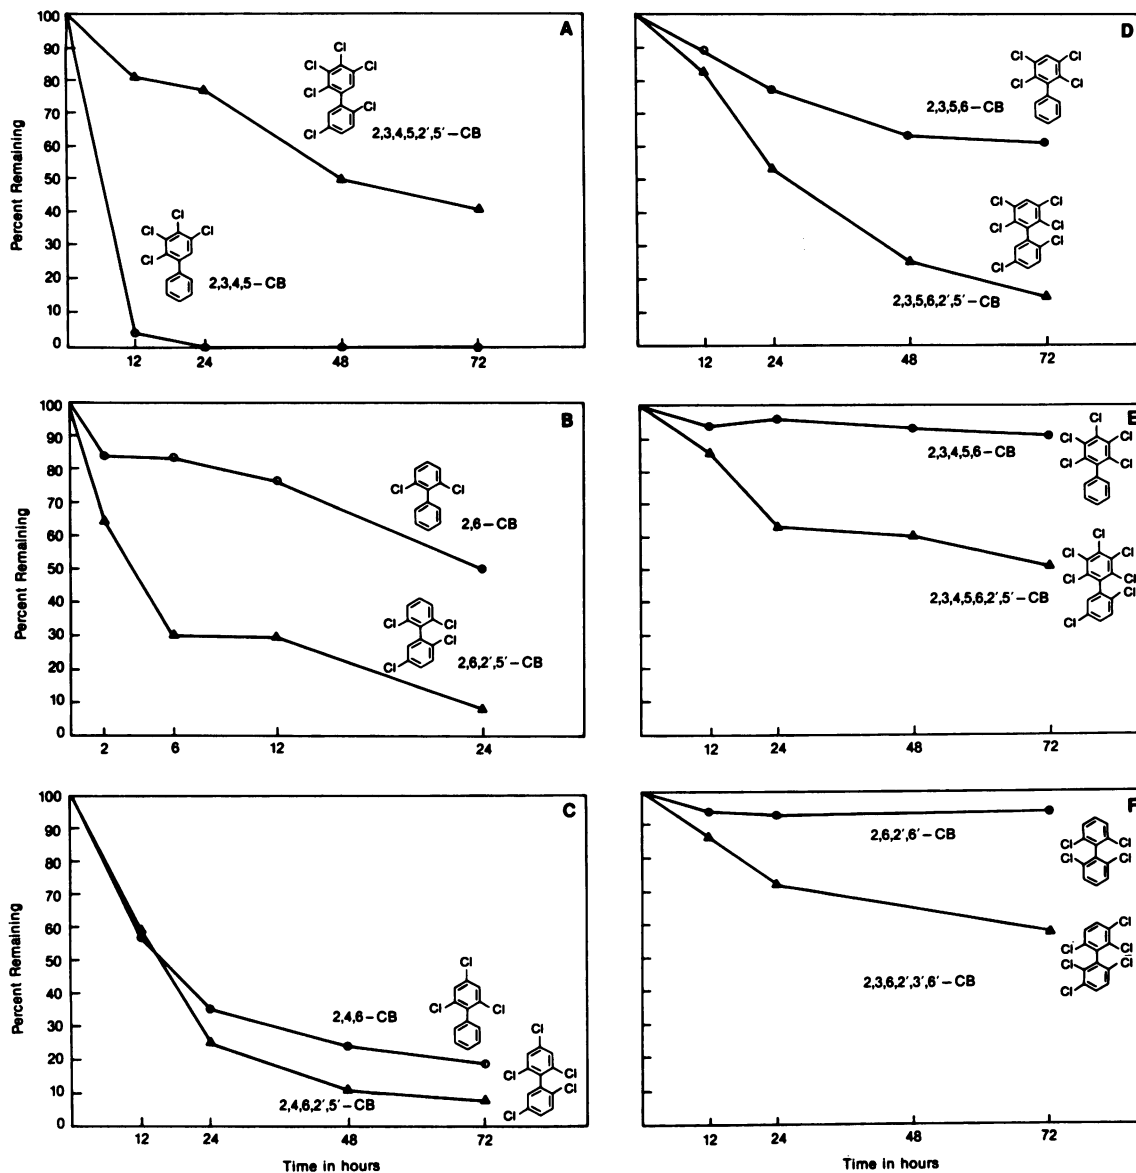 A
Percent Remaining
100
90
80
70
60
50
40
30
20
10
0
12 24 48 72
Cl
Cl Cl
Cl
Cl
Cl
2,3,4,5,2′,5′–CB
Cl
Cl Cl
Cl
2,3,4,5–CB
D
12 24 48 72
Cl Cl
Cl Cl
2,3,5,6–CB
Cl Cl
Cl Cl
Cl
Cl
2,3,5,6,2′,5′–CB
B
Percent Remaining
100
90
80
70
60
50
40
30
20
10
0
2 6 12 24
Cl Cl
2,6–CB
Cl Cl
Cl
Cl
2,6,2′,5′–CB
E
12 24 48 72
Cl
Cl Cl
Cl Cl
2,3,4,5,6–CB
Cl
Cl Cl
Cl Cl
Cl
Cl
2,3,4,5,6,2′,5′–CB
C
Percent Remaining
100
90
80
70
60
50
40
30
20
10
0
12 24 48 72
Time in hours
Cl
Cl Cl
2,4,6–CB
Cl
Cl Cl
Cl
Cl
2,4,6,2′,5′–CB
F
12 24 48 72
Time in hours
Cl Cl
Cl Cl
2,6,2′,6′–CB
Cl
Cl Cl
Cl Cl
Cl
2,3,6,2′,3′,6′–CB